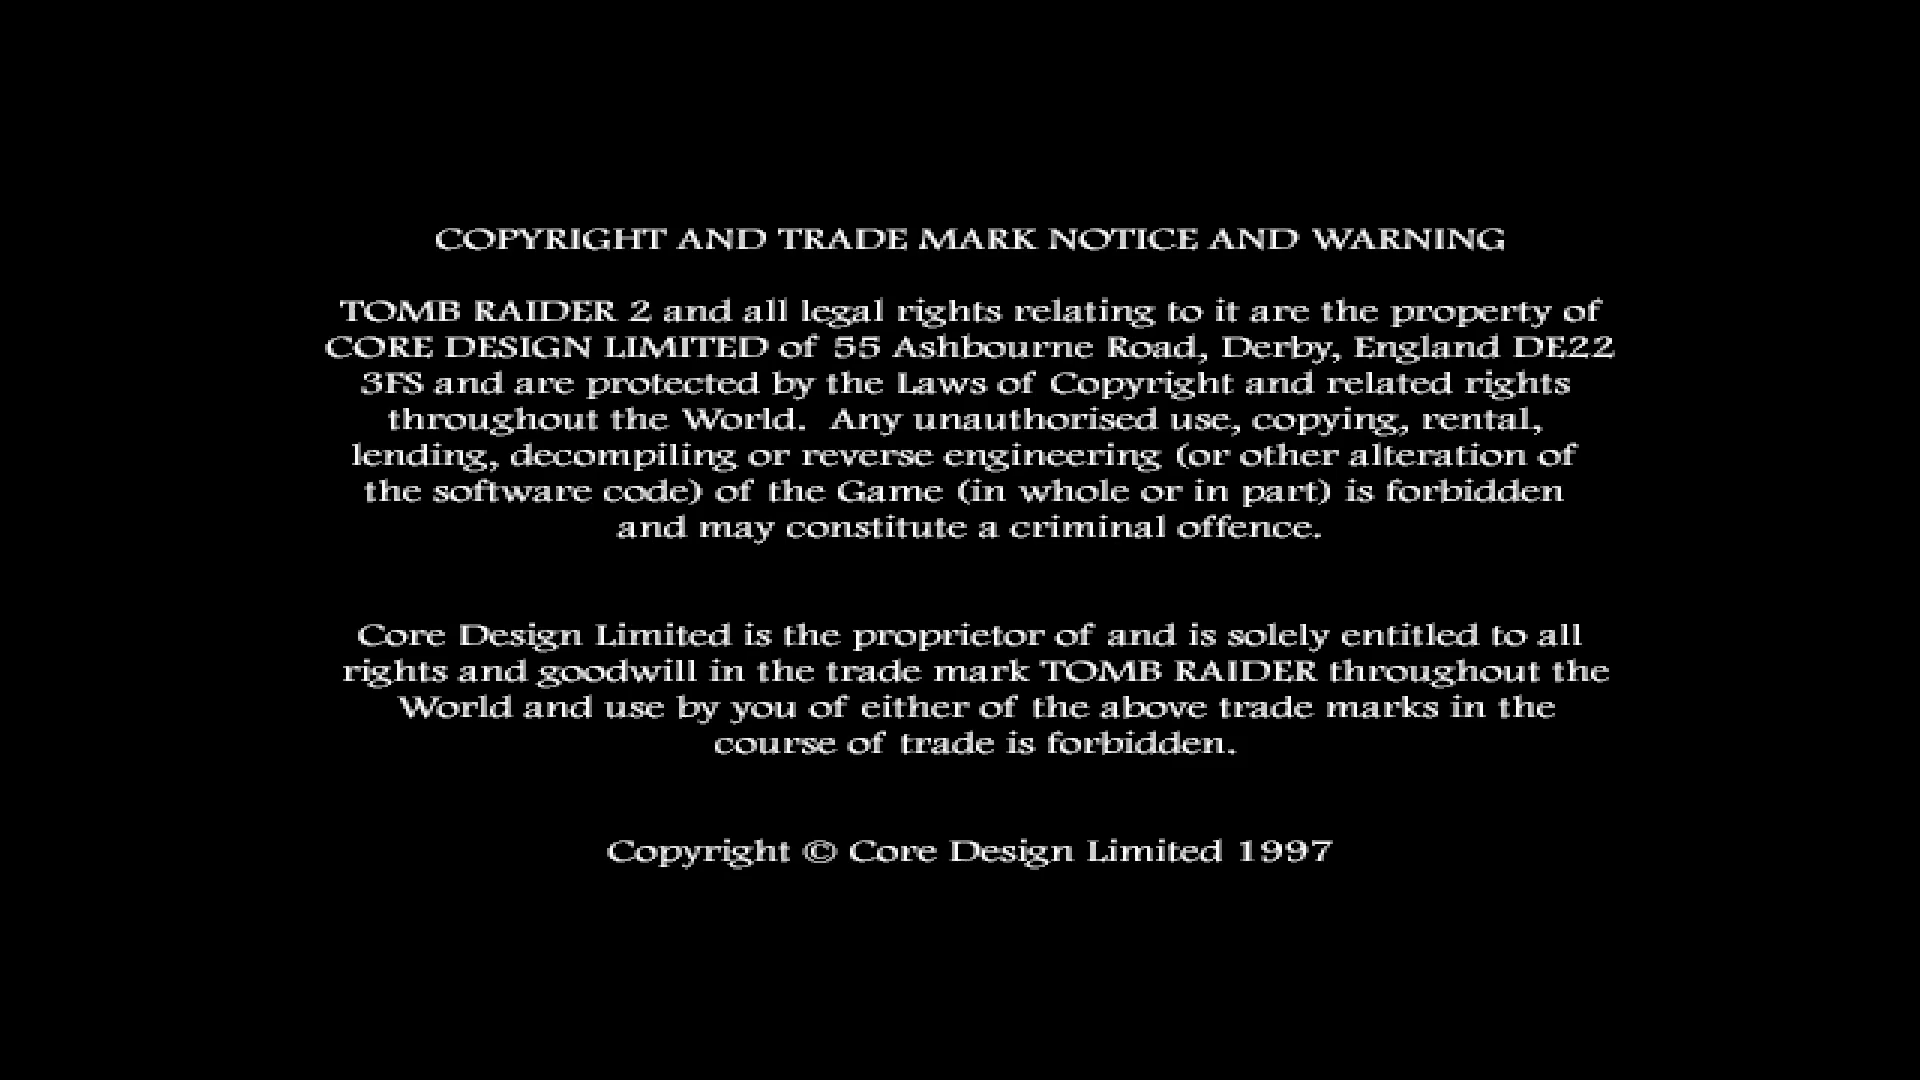 COPYRIGHT AND TRADE MARK NOTICE AND WARNING
TOMB RAIDER 2 and all legal rights relating to it are the property of
CORE DESIGN LIMITED of 55 Ashbourne Road, Derby, England DE22
3FS and are protected by the Laws of Copyright and related rights
throughout the World.  Any unauthorised use, copying, rental,
lending, decompiling or reverse engineering (or other alteration of
the software code) of the Game (in whole or in part) is forbidden
and may constitute a criminal offence.
Core Design Limited is the proprietor of and is solely entitled to all
rights and goodwill in the trade mark TOMB RAIDER throughout the
World and use by you of either of the above trade marks in the
course of trade is forbidden.
Copyright © Core Design Limited 1997